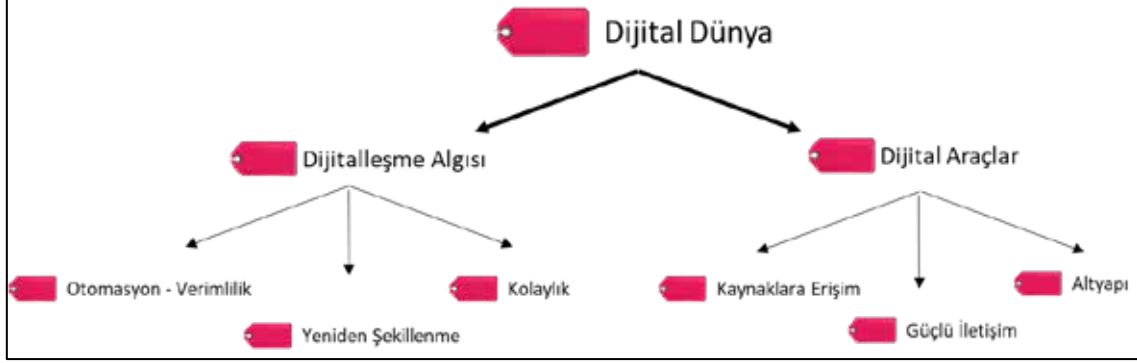 Dijital Dünya
Dijitalleşme Algısı
Dijital Araçlar
Otomasyon - Verimlilik
Yeniden Şekillenme
Kolaylık
Kaynaklara Erişim
Güçlü İletişim
Altyapı